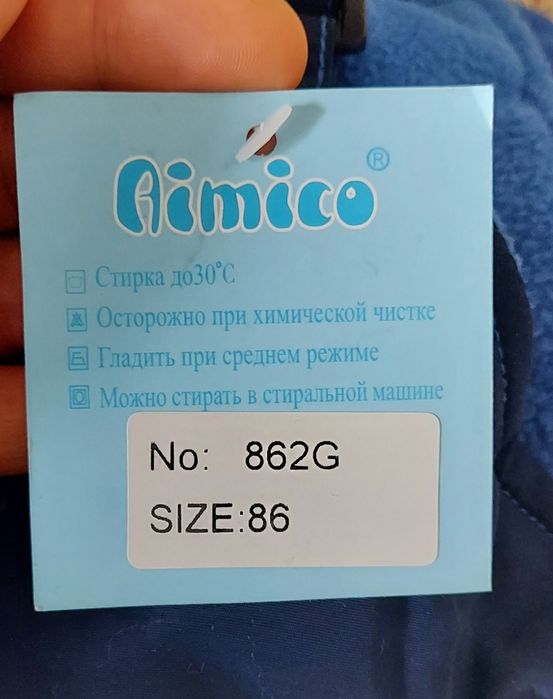 Aimico®
Стирка до30°C
Осторожно при химической чистке
Гладить при среднем режиме
Можно стирать в стиральной машине
No: 862G
SIZE:86